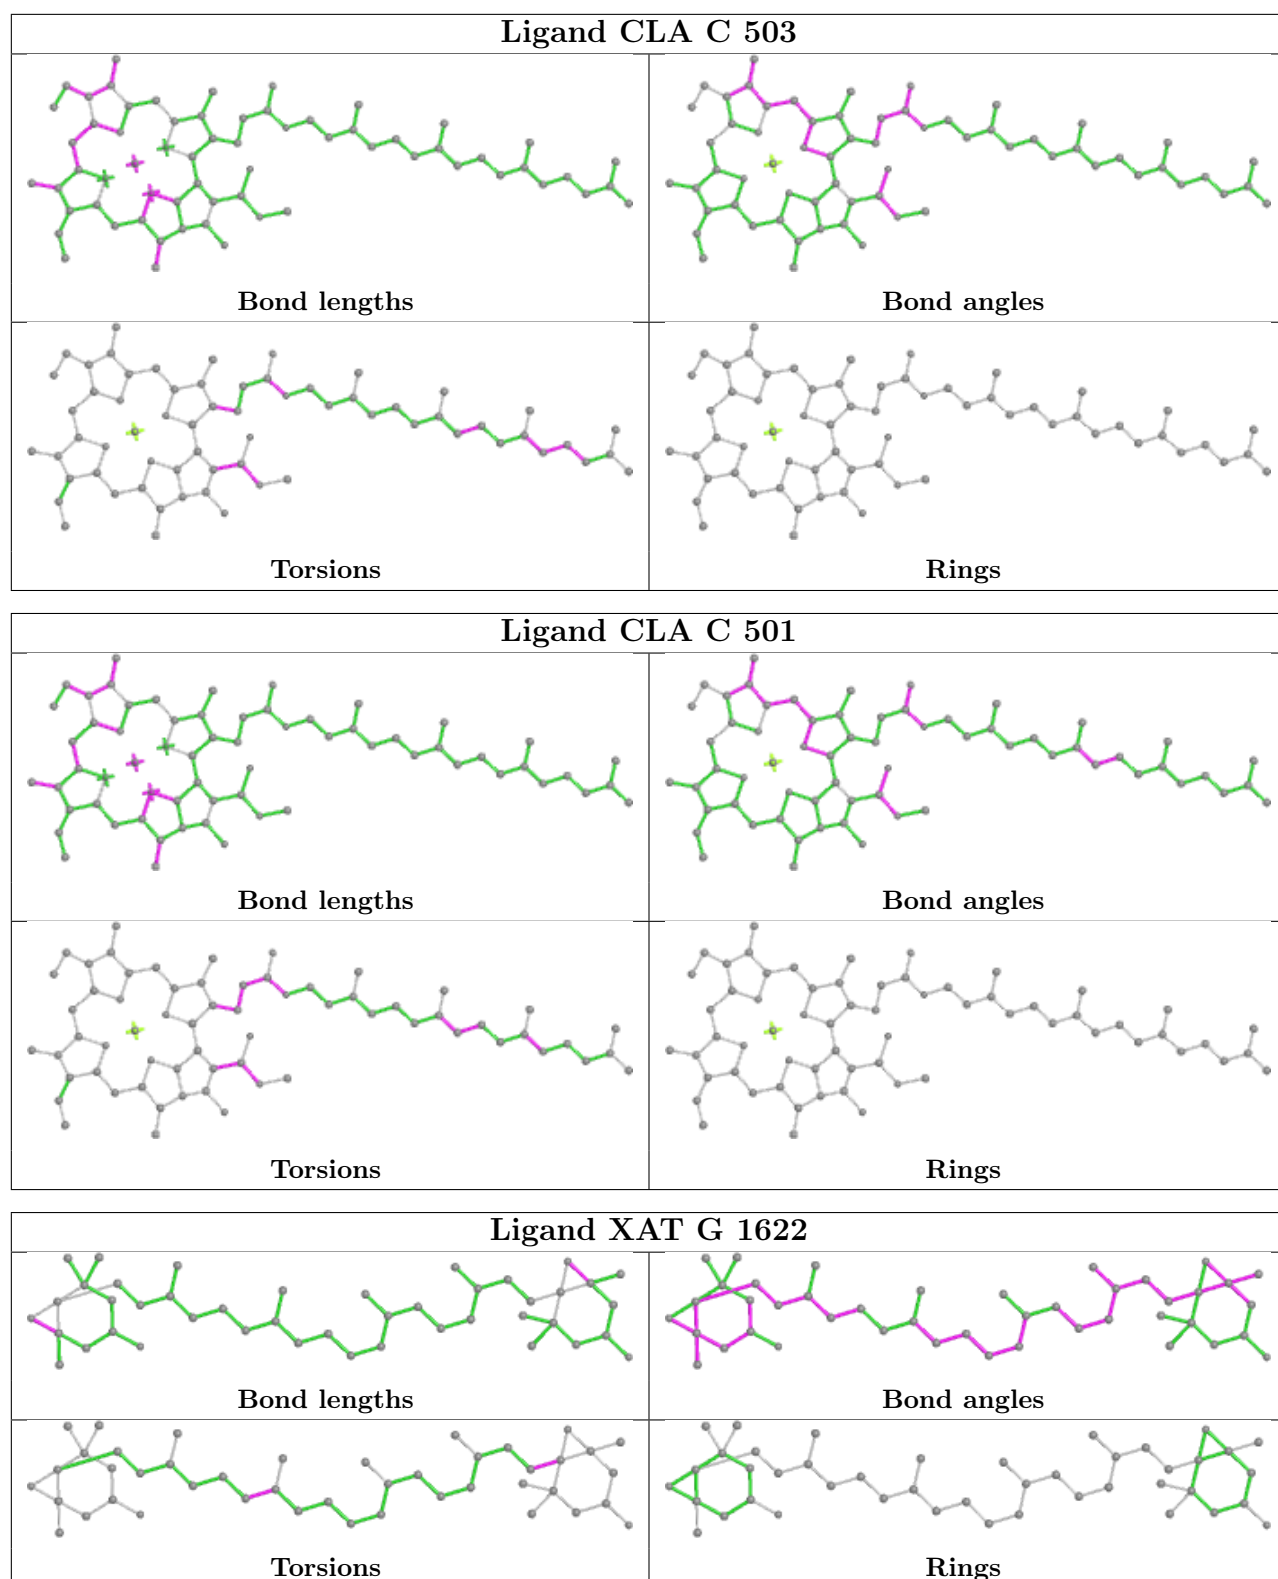 Ligand CLA C 503
Bond lengths
Bond angles
Torsions
Rings
Ligand CLA C 501
Bond lengths
Bond angles
Torsions
Rings
Ligand XAT G 1622
Bond lengths
Bond angles
Torsions
Rings